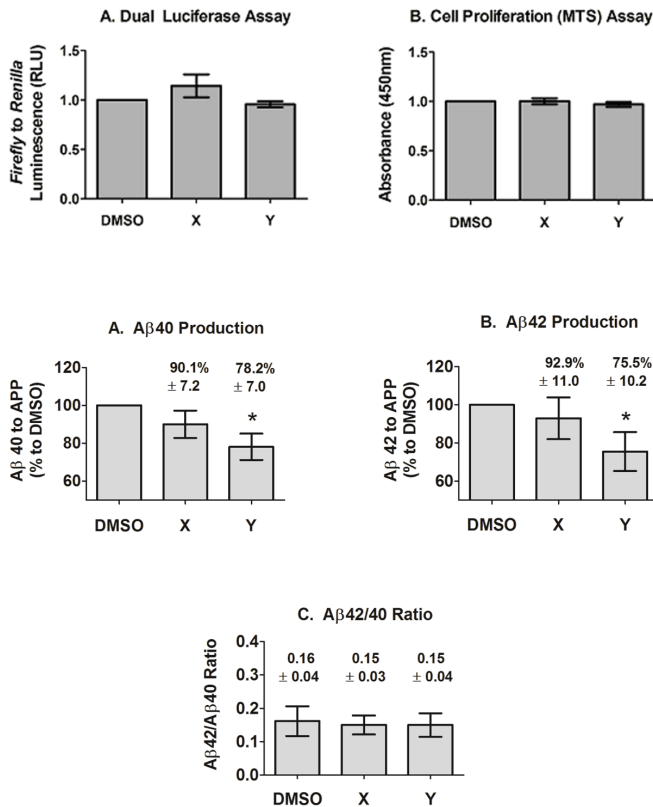 A. Dual Luciferase Assay
Firefly to Renilla
Luminescence (RLU)
1.5
1.0
0.5
1.0
DMSO
X
Y
B. Cell Proliferation (MTS) Assay
Absorbance (450nm)
1.5
1.0
0.5
0.0
DMSO
X
Y
A. Aβ40 Production
Aβ 40 to APP
(% to DMSO)
120
100
80
60
90.1%
± 7.2
78.2%
± 7.0
*
DMSO
X
Y
B. Aβ42 Production
Aβ 42 to APP
(% to DMSO)
120
100
80
60
92.9%
± 11.0
75.5%
± 10.2
*
DMSO
X
Y
C. Aβ42/40 Ratio
Aβ42/Aβ40 Ratio
0.4
0.3
0.2
0.1
0.0
0.16
± 0.04
0.15
± 0.03
0.15
± 0.04
DMSO
X
Y